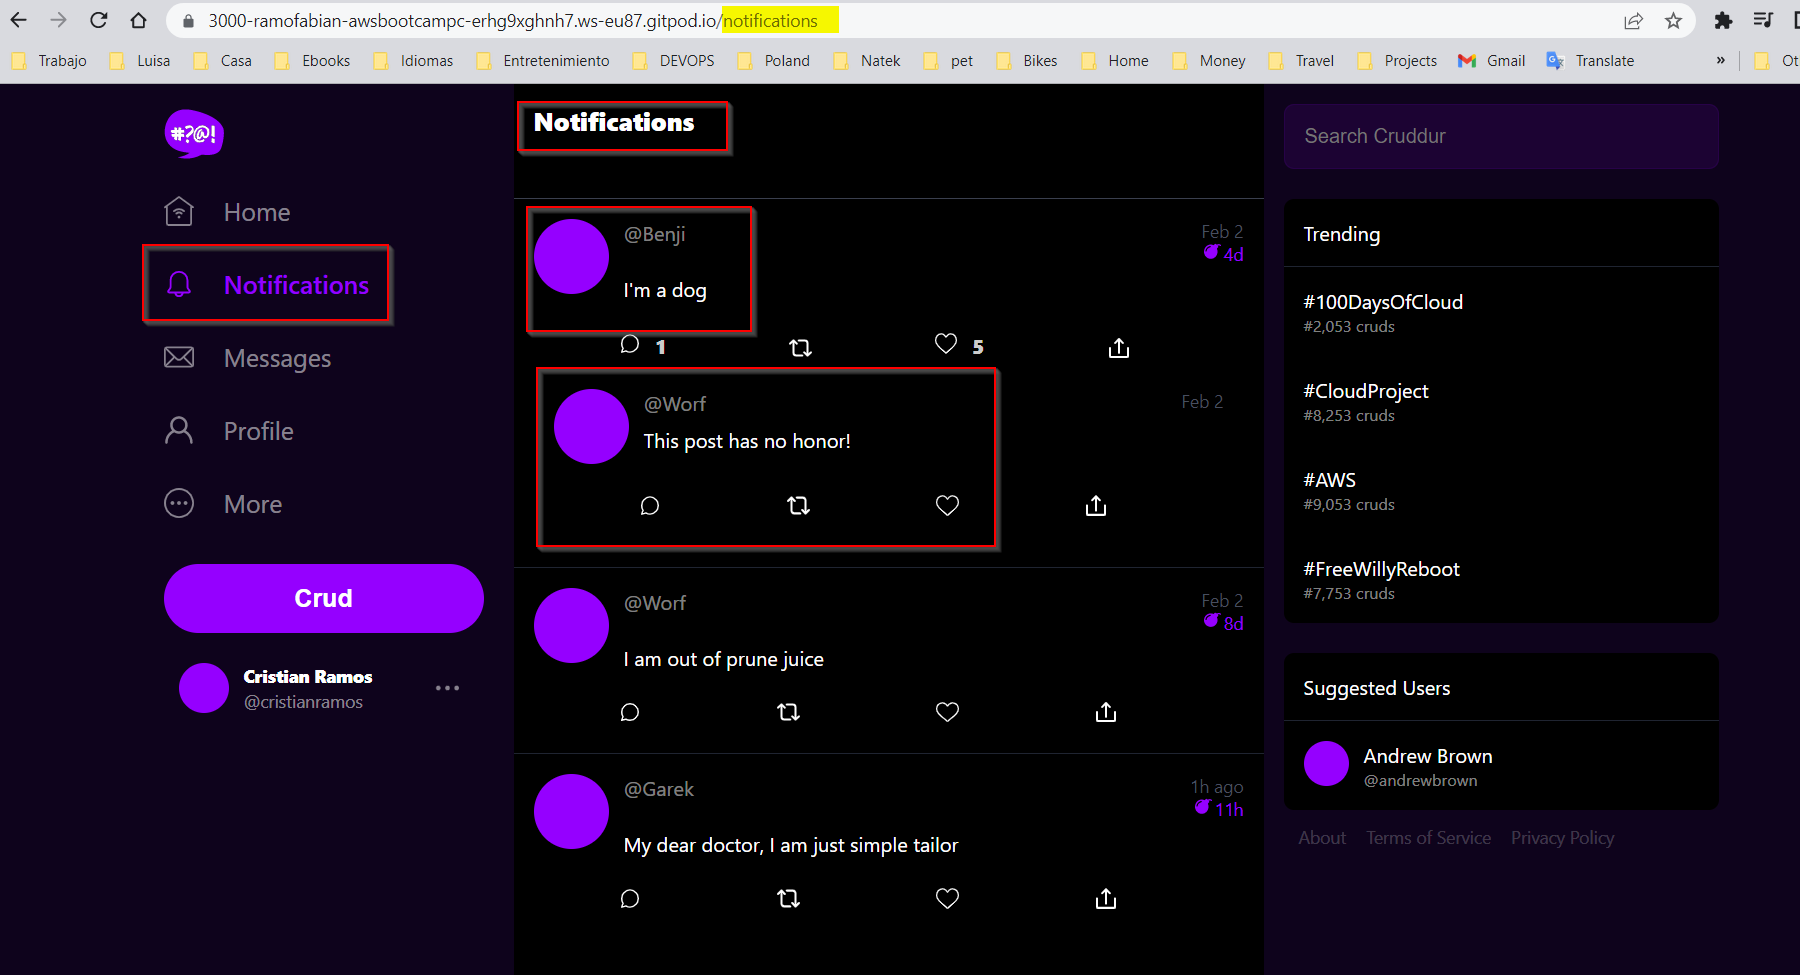 3000-ramofabian-awsbootcampc-erhg9xghnh7.ws-eu87.gitpod.io/notifications
Trabajo Luisa Casa Ebooks Idiomas Entretenimiento DEVOPS Poland Natek pet Bikes Home Money Travel Projects Gmail Translate » Ot
#?@!
Home
Notifications
Messages
Profile
More
Crud
Cristian Ramos
@cristianramos
Notifications
@Benji
Feb 2
4d
I'm a dog
1 5
@Worf
Feb 2
This post has no honor!
@Worf
Feb 2
8d
I am out of prune juice
@Garek
1h ago
11h
My dear doctor, I am just simple tailor
Search Cruddur
Trending
#100DaysOfCloud
#2,053 cruds
#CloudProject
#8,253 cruds
#AWS
#9,053 cruds
#FreeWillyReboot
#7,753 cruds
Suggested Users
Andrew Brown
@andrewbrown
About Terms of Service Privacy Policy